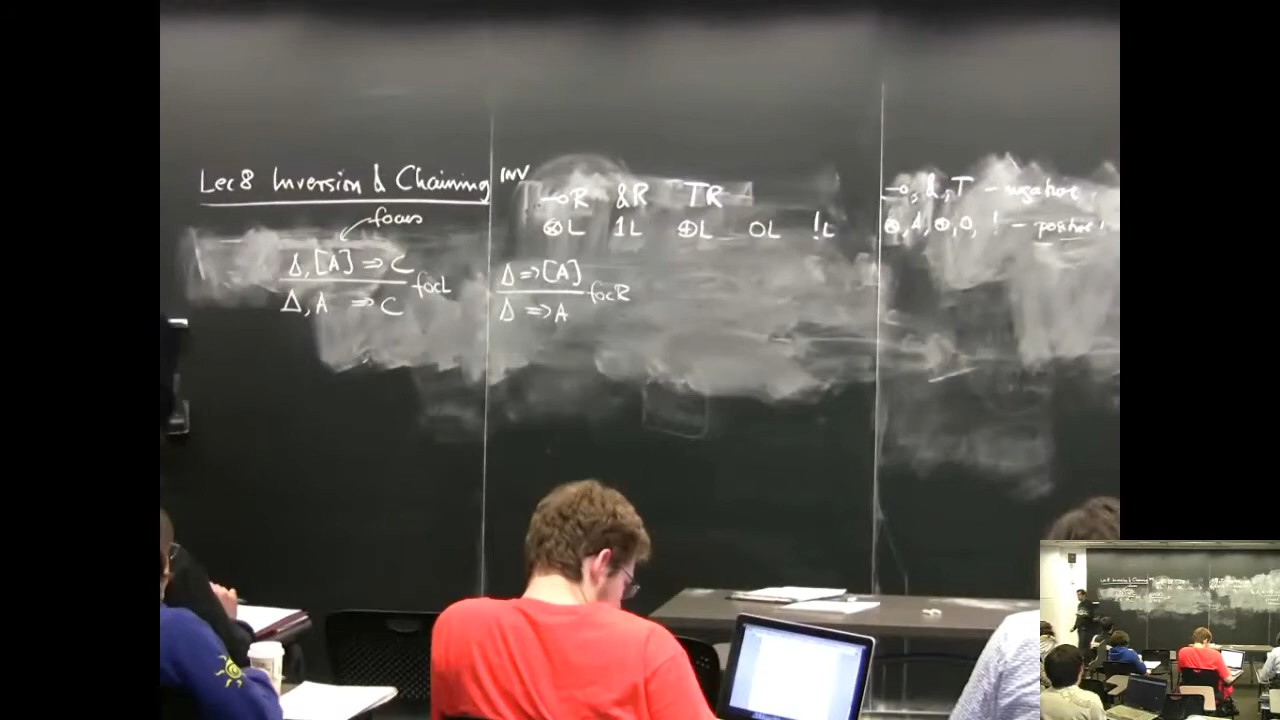 Lec 8 Inversion & Chaining
focus
Δ, [A] ⇒ C
focL
Δ, A ⇒ C
INV
⊸R &R ⊤R
⊗L 1L ⊕L 0L !L
Δ ⇒ [A]
focR
Δ ⇒ A
⊸, &, ⊤ – negative,
⊗, 1, ⊕, 0, ! – positive,